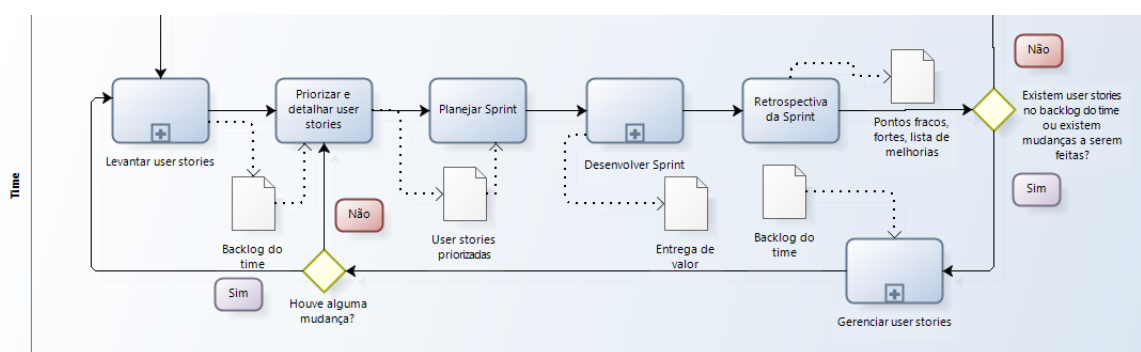 Time
Levantar user stories
Priorizar e
detalhar user
stories
Planejar Sprint
Desenvolver Sprint
Retrospectiva
da Sprint
Pontos fracos,
fortes, lista de
melhorias
Não
Existem user stories
no backlog do time
ou existem
mudanças a serem
feitas?
Sim
Backlog do
time
Não
User stories
priorizadas
Entrega de
valor
Backlog do
time
Sim
Houve alguma
mudança?
Gerenciar user stories